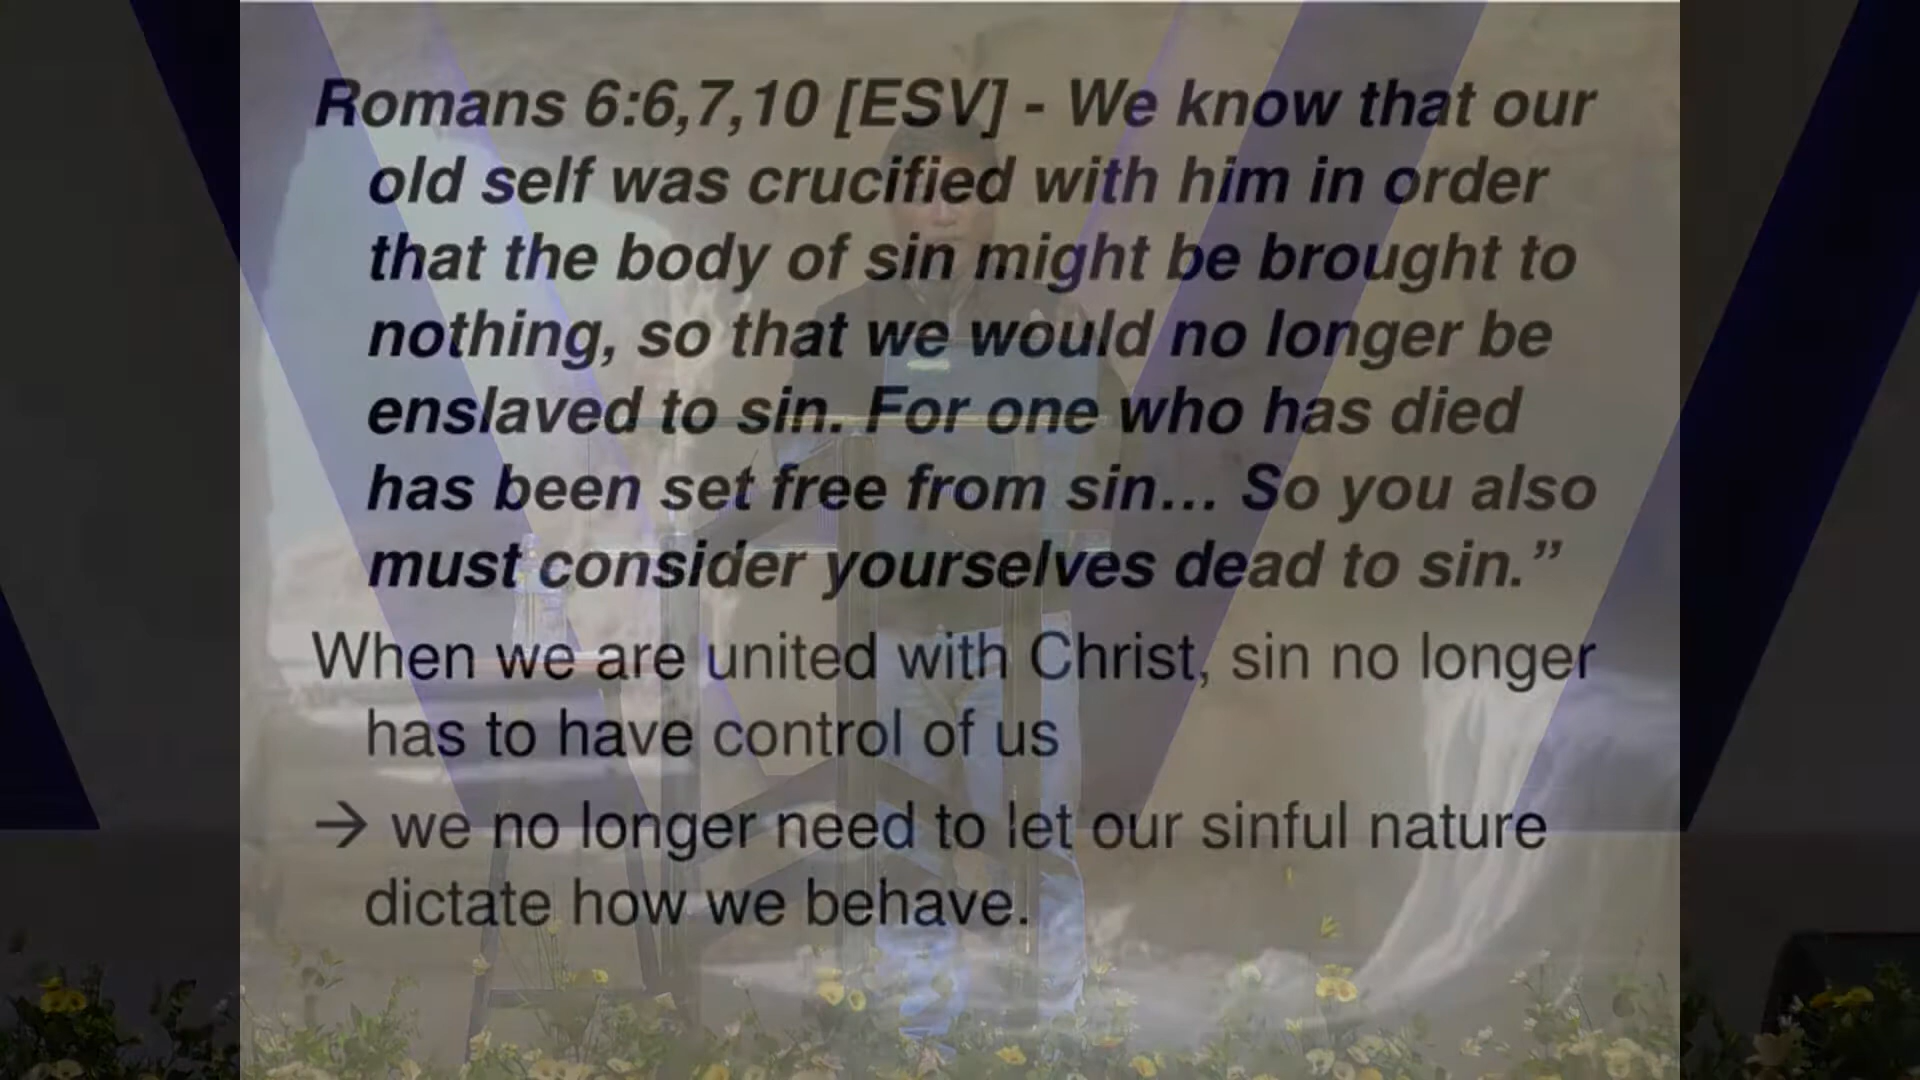 Romans 6:6,7,10 [ESV] - We know that our
old self was crucified with him in order
that the body of sin might be brought to
nothing, so that we would no longer be
enslaved to sin. For one who has died
has been set free from sin… So you also
must consider yourselves dead to sin.”
When we are united with Christ, sin no longer
has to have control of us
→ we no longer need to let our sinful nature
dictate how we behave.